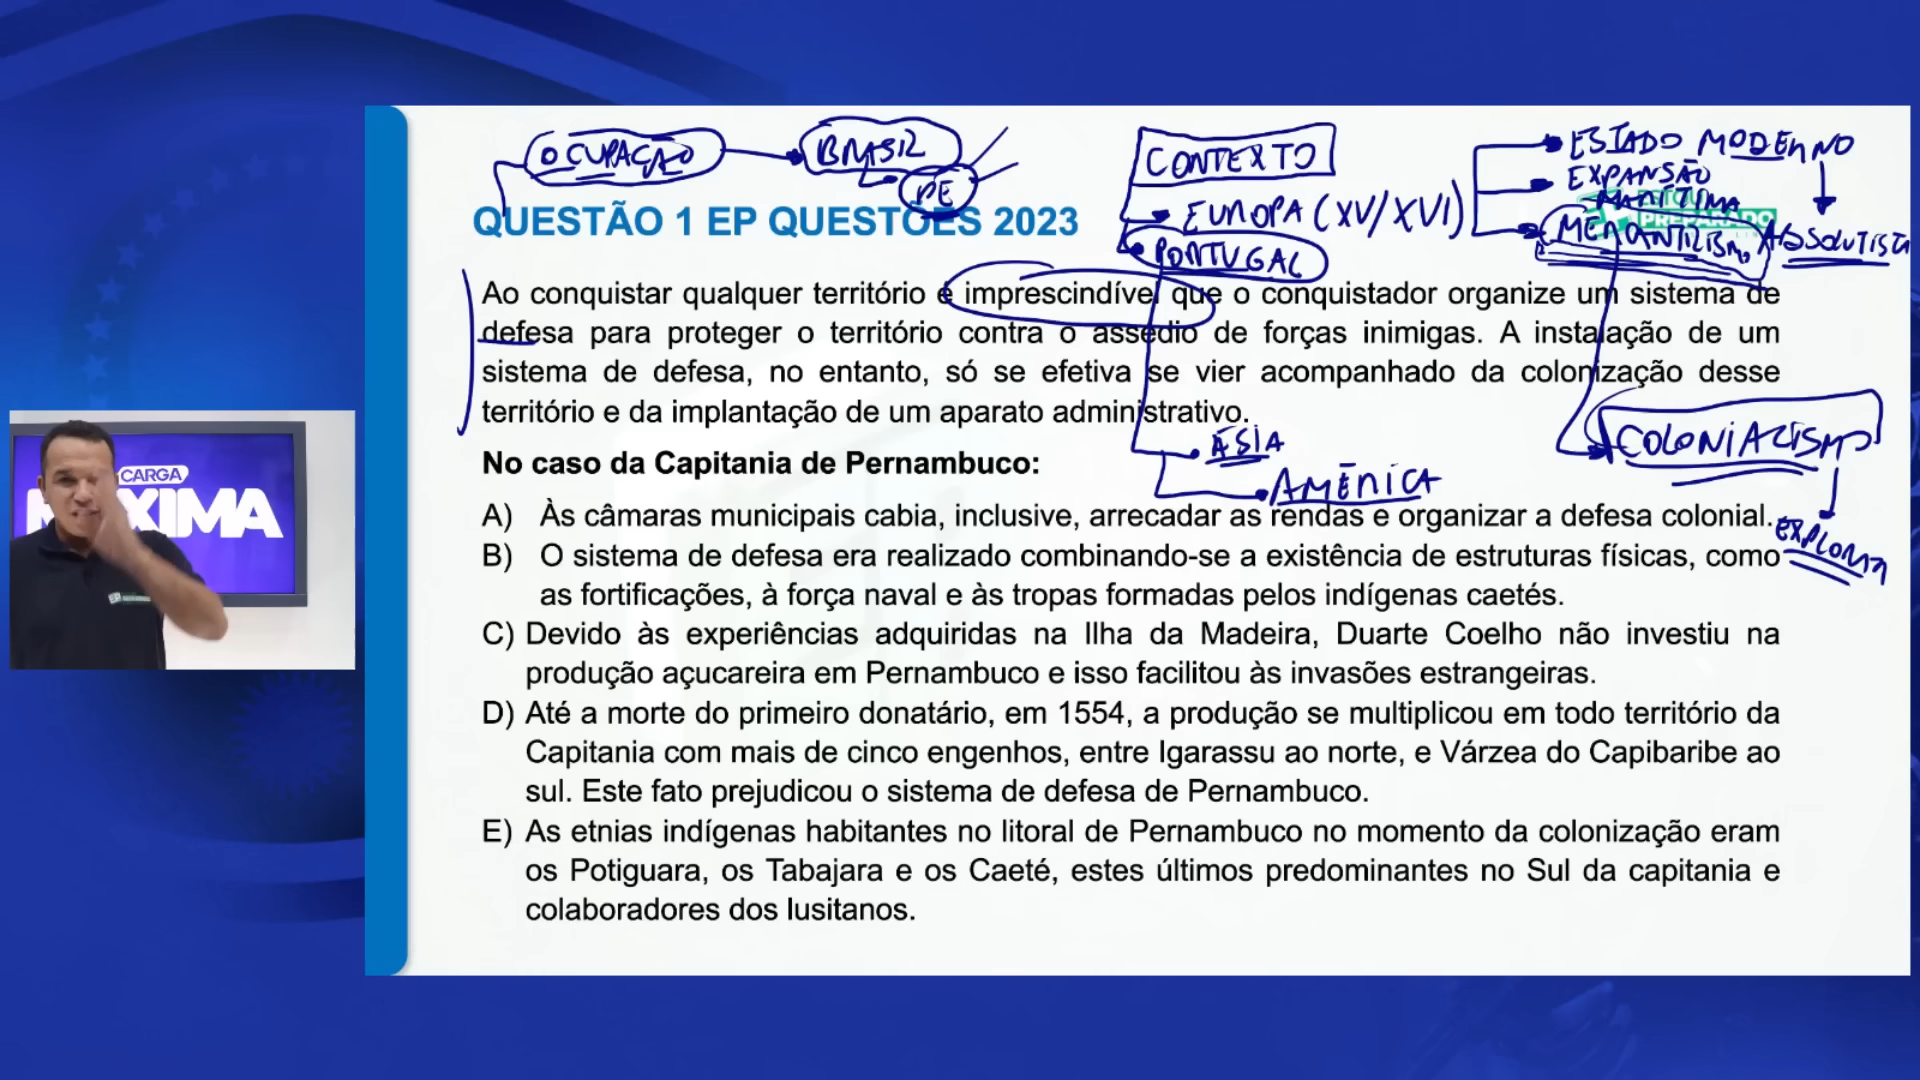 OCUPAÇÃO
BRASIL
PE
CONTEXTO
EUROPA (XV/XVI)
PORTUGAL
ESTADO MODERNO
EXPANSÃO
MARÍTIMA
PREPARADO
MERCANTILISMO
ABSOLUTISTA
QUESTÃO 1 EP QUESTÕES 2023
Ao conquistar qualquer território é imprescindível que o conquistador organize um sistema de
defesa para proteger o território contra o assédio de forças inimigas. A instalação de um
sistema de defesa, no entanto, só se efetiva se vier acompanhado da colonização desse
território e da implantação de um aparato administrativo.
ÁSIA
AMÉRICA
COLONIALISMO
No caso da Capitania de Pernambuco:
A) Às câmaras municipais cabia, inclusive, arrecadar as rendas e organizar a defesa colonial.
B) O sistema de defesa era realizado combinando-se a existência de estruturas físicas, como
as fortificações, à força naval e às tropas formadas pelos indígenas caetés.
C) Devido às experiências adquiridas na Ilha da Madeira, Duarte Coelho não investiu na
produção açucareira em Pernambuco e isso facilitou às invasões estrangeiras.
D) Até a morte do primeiro donatário, em 1554, a produção se multiplicou em todo território da
Capitania com mais de cinco engenhos, entre Igarassu ao norte, e Várzea do Capibaribe ao
sul. Este fato prejudicou o sistema de defesa de Pernambuco.
E) As etnias indígenas habitantes no litoral de Pernambuco no momento da colonização eram
os Potiguara, os Tabajara e os Caeté, estes últimos predominantes no Sul da capitania e
colaboradores dos lusitanos.
CARGA
MÁXIMA